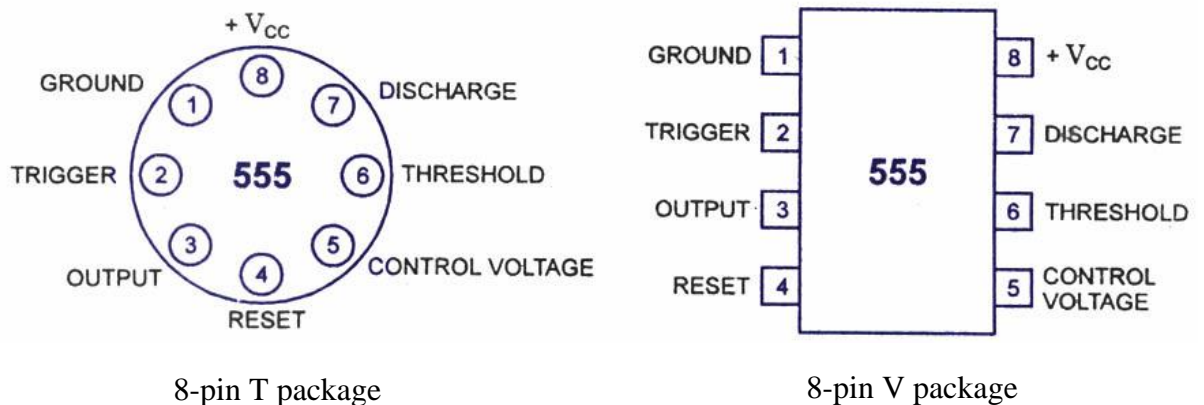 + VCC
GROUND
8
1
7
DISCHARGE
TRIGGER
2
555
6
THRESHOLD
3
5
OUTPUT
4
CONTROL VOLTAGE
RESET
8-pin T package
GROUND
1
8
+ VCC
TRIGGER
2
7
DISCHARGE
555
OUTPUT
3
6
THRESHOLD
RESET
4
5
CONTROL
VOLTAGE
8-pin V package